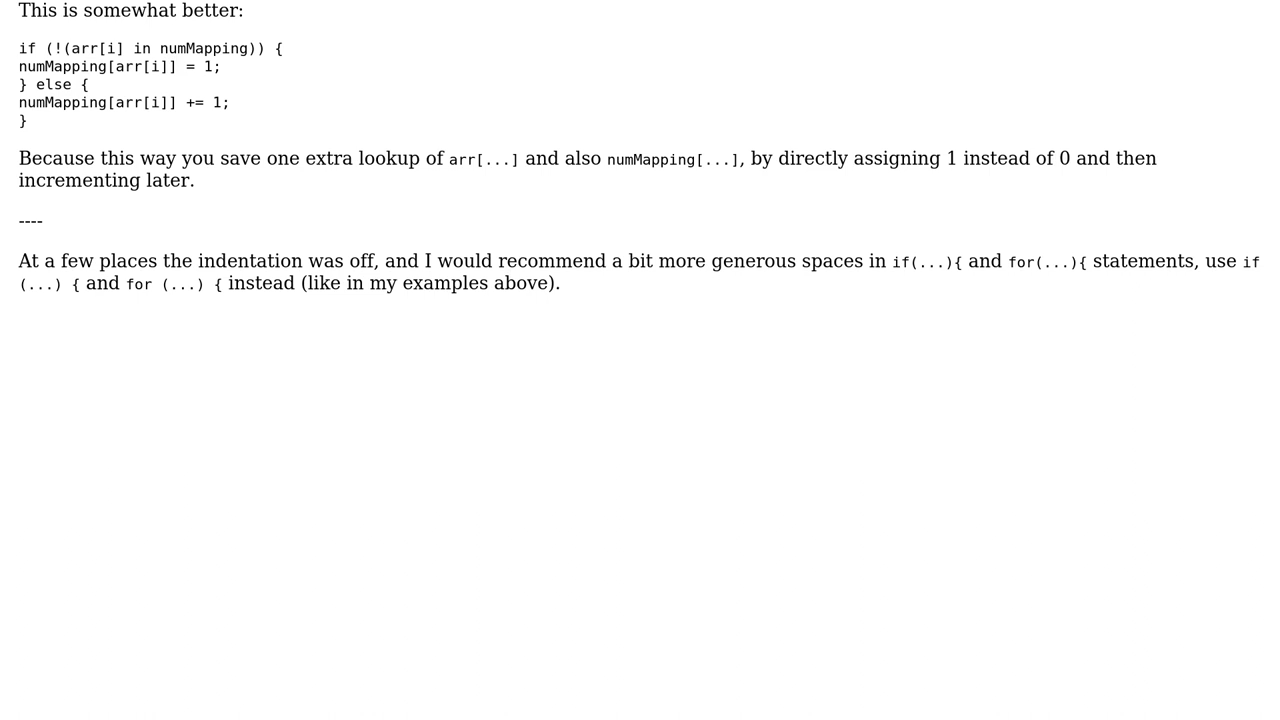 This is somewhat better:
if (!(arr[i] in numMapping)) {
numMapping[arr[i]] = 1;
} else {
numMapping[arr[i]] += 1;
}
Because this way you save one extra lookup of arr[...] and also numMapping[...], by directly assigning 1 instead of 0 and then
incrementing later.
----
At a few places the indentation was off, and I would recommend a bit more generous spaces in if(...){ and for(...){ statements, use if
(...) { and for (...) { instead (like in my examples above).